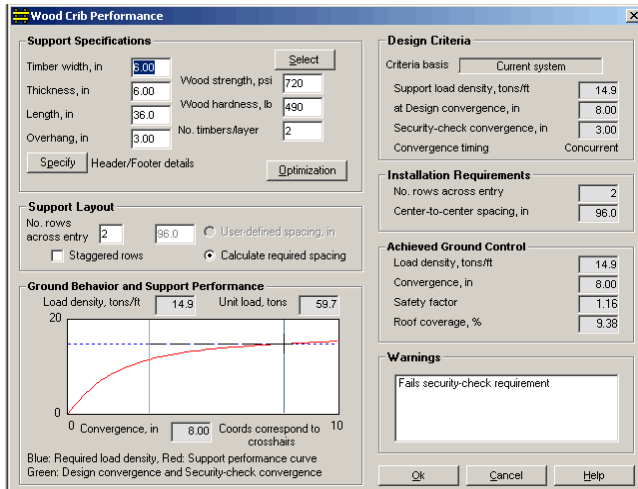 Wood Crib Performance
Support Specifications
Timber width, in 6.00
Select
Thickness, in 6.00
Wood strength, psi 720
Length, in 36.0
Wood hardness, lb 490
Overhang, in 3.00
No. timbers/layer 2
Specify Header/Footer details
Optimization
Support Layout
No. rows across entry 2 96.0 User-defined spacing, in
Staggered rows Calculate required spacing
Ground Behavior and Support Performance
Load density, tons/ft 14.9 Unit load, tons 59.7
20
0
0 Convergence, in 8.00 Coords correspond to crosshairs 10
Blue: Required load density, Red: Support performance curve
Green: Design convergence and Security-check convergence
Design Criteria
Criteria basis Current system
Support load density, tons/ft 14.9
at Design convergence, in 8.00
Security-check convergence, in 3.00
Convergence timing Concurrent
Installation Requirements
No. rows across entry 2
Center-to-center spacing, in 96.0
Achieved Ground Control
Load density, tons/ft 14.9
Convergence, in 8.00
Safety factor 1.16
Roof coverage, % 9.38
Warnings
Fails security-check requirement
Ok Cancel Help